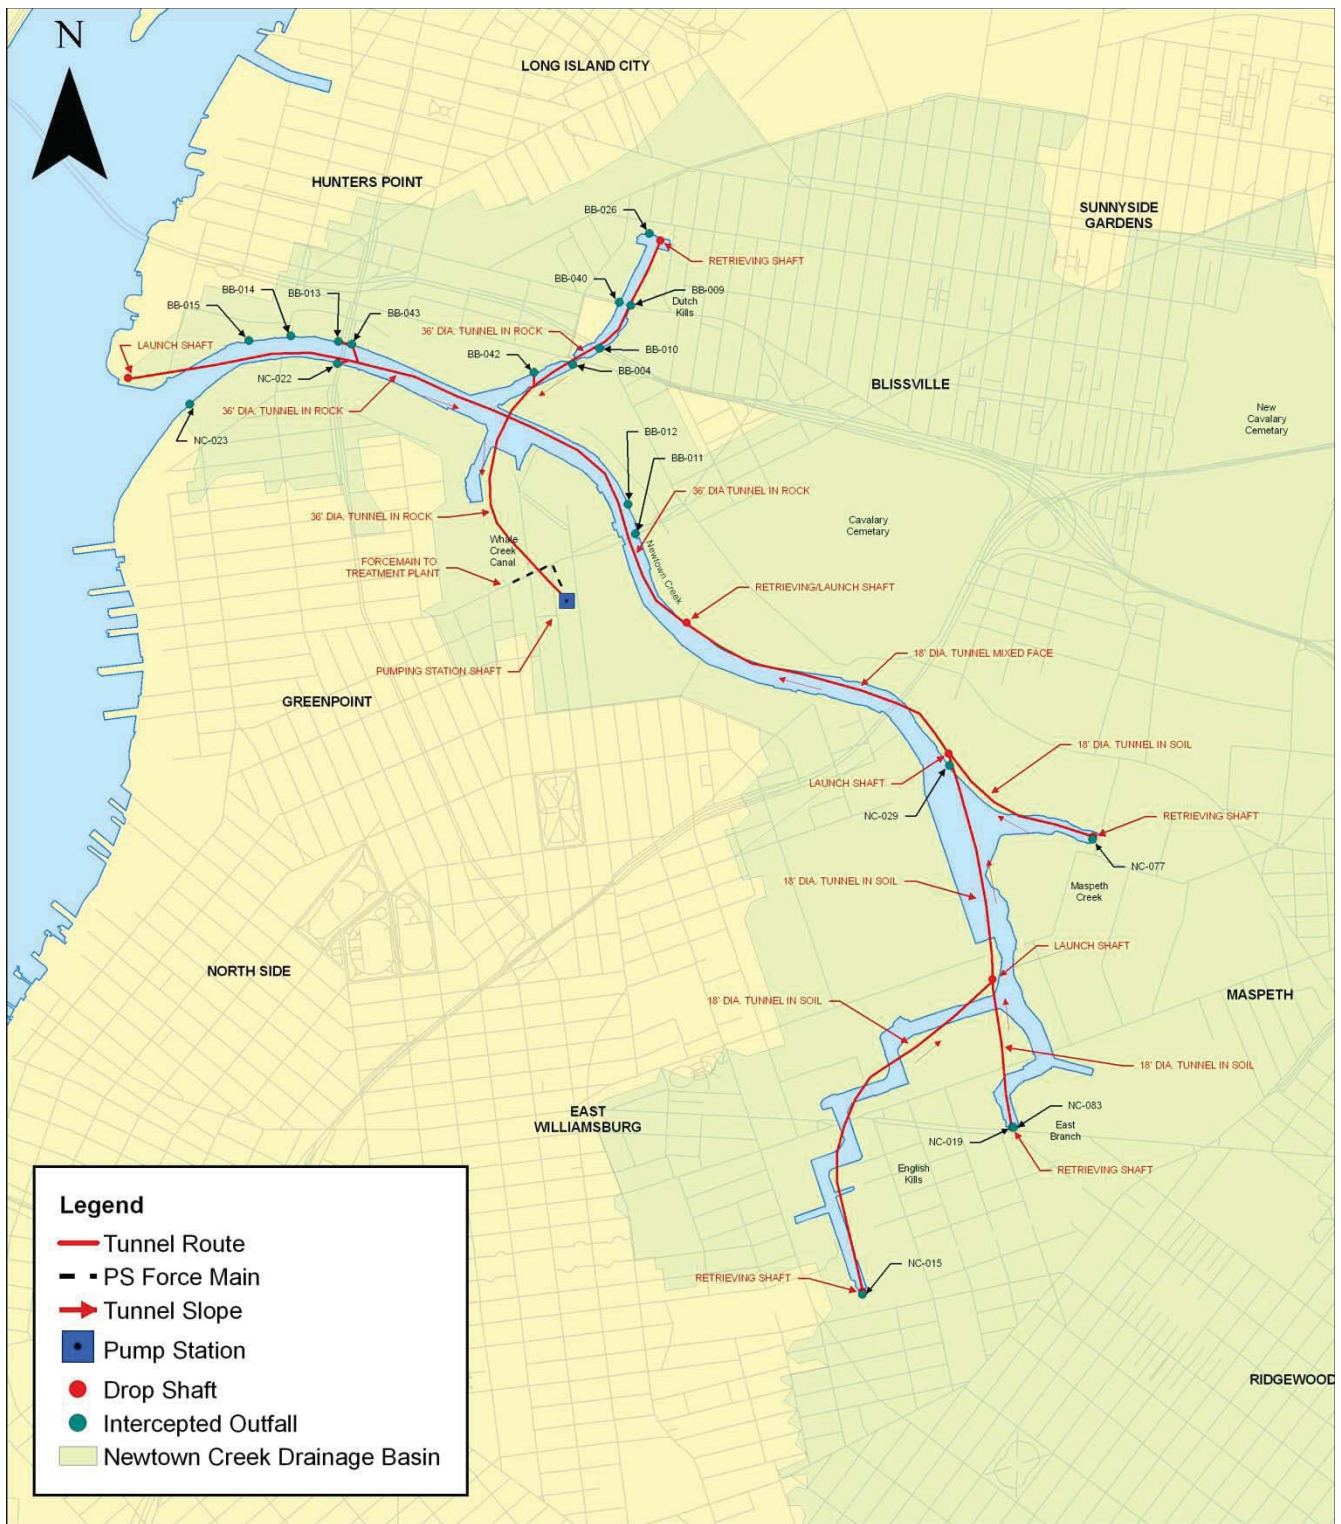 N
LONG ISLAND CITY
HUNTERS POINT
SUNNYSIDE
GARDENS
BB-026
RETRIEVING SHAFT
BB-040
BB-009
Dutch
Kills
BB-014
BB-013
BB-015
BB-043
36' DIA. TUNNEL IN ROCK
LAUNCH SHAFT
BB-042
BB-010
BB-004
NC-022
BLISSVILLE
36' DIA. TUNNEL IN ROCK
New
Cavalary
Cemetery
NC-023
BB-012
BB-011
36' DIA TUNNEL IN ROCK
36' DIA. TUNNEL IN ROCK
Cavalary
Cemetery
Whale
Creek
Canal
Newtown Creek
FORCEMAIN TO
TREATMENT PLANT
RETRIEVING/LAUNCH SHAFT
18' DIA. TUNNEL MIXED FACE
PUMPING STATION SHAFT
GREENPOINT
18' DIA. TUNNEL IN SOIL
LAUNCH SHAFT
NC-029
RETRIEVING SHAFT
NC-077
18' DIA. TUNNEL IN SOIL
Maspeth
Creek
LAUNCH SHAFT
NORTH SIDE
MASPETH
18' DIA. TUNNEL IN SOIL
18' DIA. TUNNEL IN SOIL
EAST
WILLIAMSBURG
NC-083
East
Branch
NC-019
English
Kills
RETRIEVING SHAFT
NC-015
RETRIEVING SHAFT
RIDGEWOOD
Legend
Tunnel Route
PS Force Main
Tunnel Slope
Pump Station
Drop Shaft
Intercepted Outfall
Newtown Creek Drainage Basin